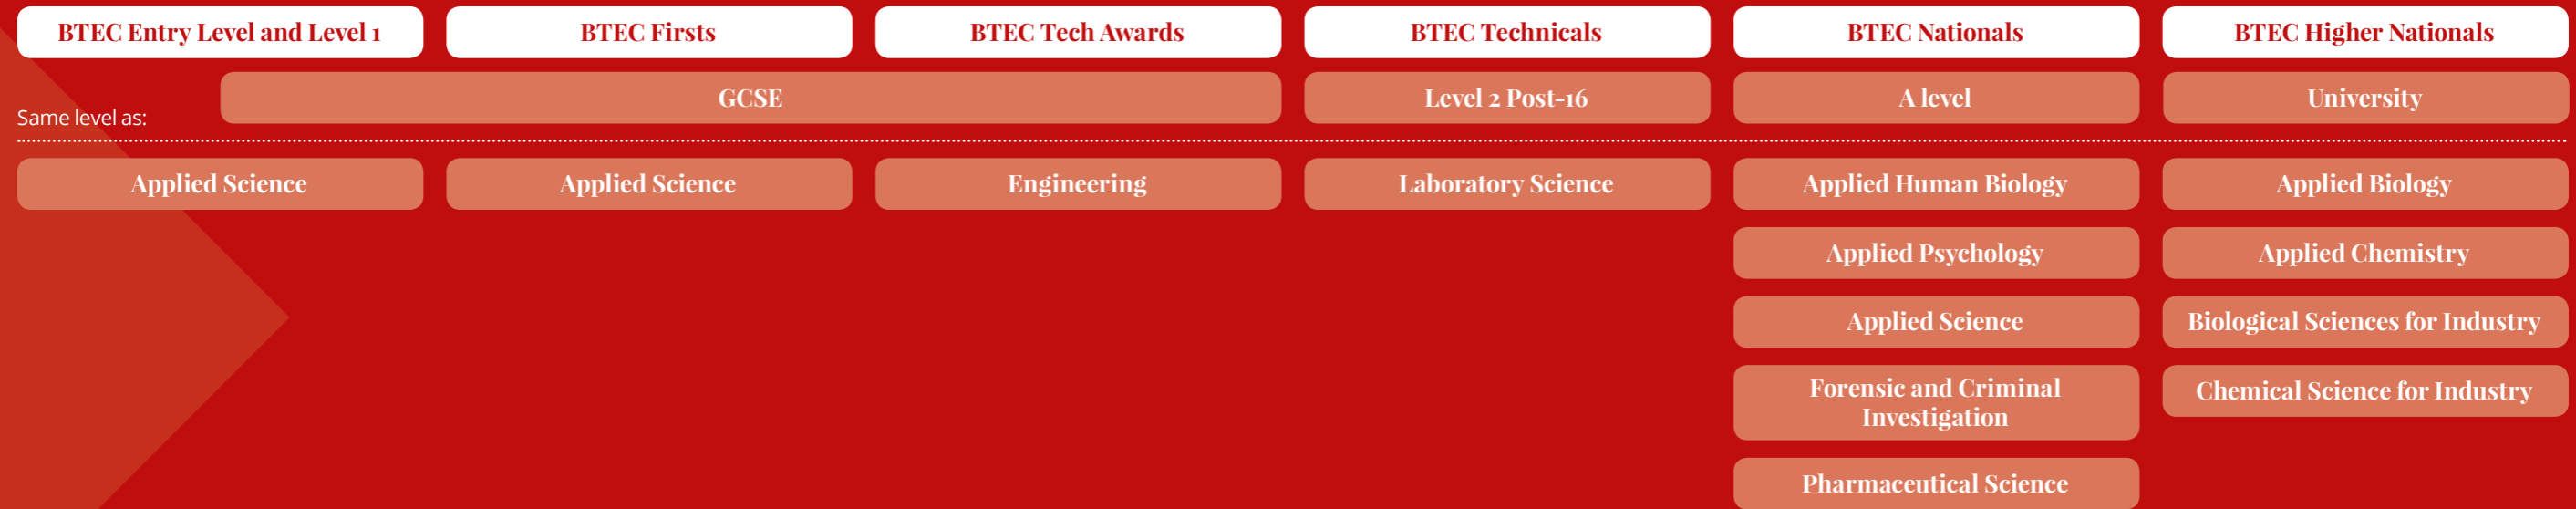 BTEC Entry Level and Level 1
BTEC Firsts
BTEC Tech Awards
BTEC Technicals
BTEC Nationals
BTEC Higher Nationals
Same level as:
GCSE
Level 2 Post-16
A level
University
Applied Science
Applied Science
Engineering
Laboratory Science
Applied Human Biology
Applied Biology
Applied Psychology
Applied Chemistry
Applied Science
Biological Sciences for Industry
Forensic and Criminal
Investigation
Chemical Science for Industry
Pharmaceutical Science